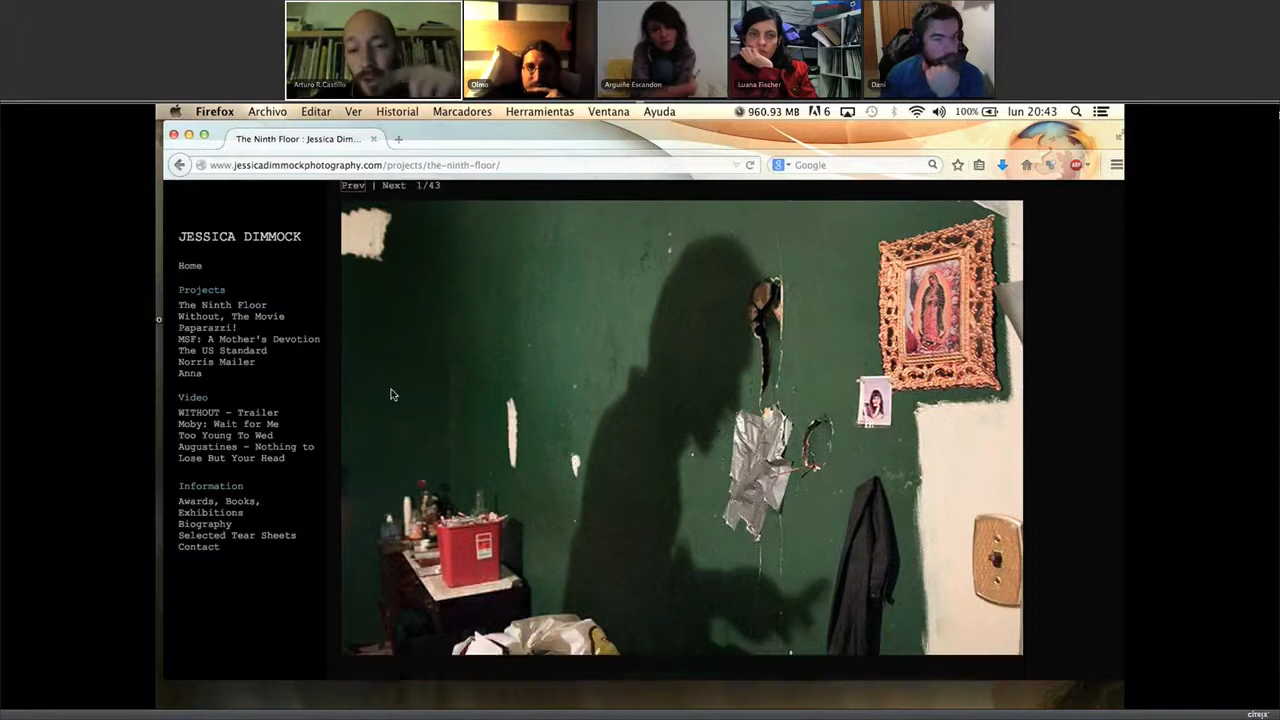 Arturo R.Castillo
Olmo
Arguiñe Escandon
Luana Fischer
Dani
Firefox Archivo Editar Ver Historial Marcadores Herramientas Ventana Ayuda
960.93 MB 6 100% lun 20:43
The Ninth Floor : Jessica Dim...
www.jessicadimmockphotography.com/projects/the-ninth-floor/
Google
Prev | Next 1/43
JESSICA DIMMOCK
Home
Projects
The Ninth Floor
Without, The Movie
Paparazzi!
MSF: A Mother's Devotion
The US Standard
Norris Mailer
Anna
Video
WITHOUT - Trailer
Moby: Wait for Me
Too Young To Wed
Augustines - Nothing to
Lose But Your Head
Information
Awards, Books,
Exhibitions
Biography
Selected Tear Sheets
Contact
CITRIX